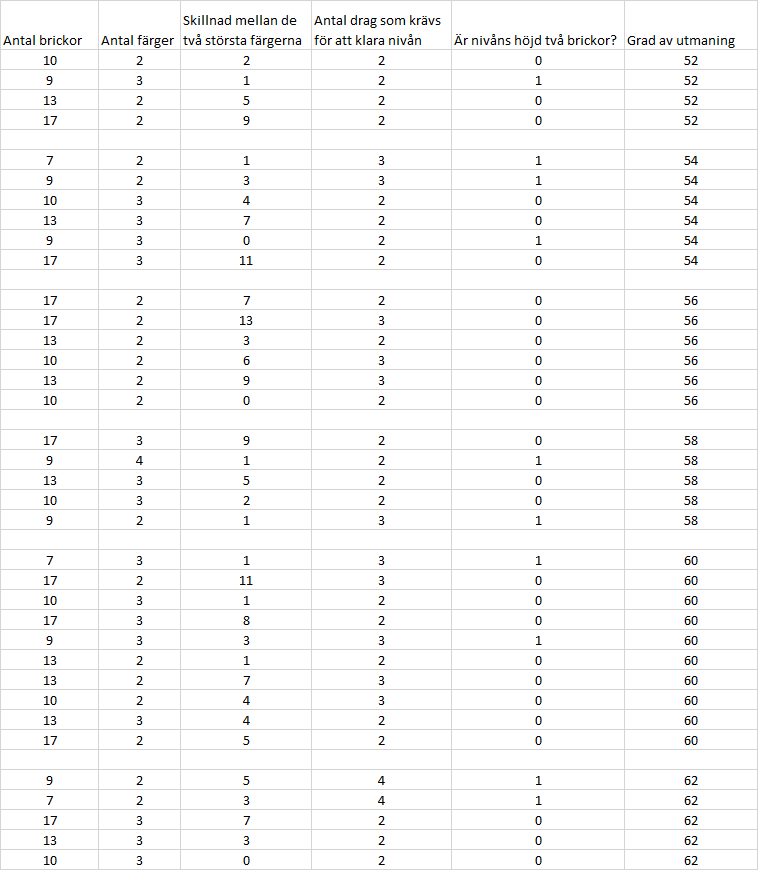 Antal brickor Antal färger Skillnad mellan de två största färgerna Antal drag som krävs för att klara nivån Är nivåns höjd två brickor? Grad av utmaning
10 2 2 2 0 52
9 3 1 2 1 52
13 2 5 2 0 52
17 2 9 2 0 52
7 2 1 3 1 54
9 2 3 3 1 54
10 3 4 2 0 54
13 3 7 2 0 54
9 3 0 2 1 54
17 3 11 2 0 54
17 2 7 2 0 56
17 2 13 3 0 56
13 2 3 2 0 56
10 2 6 3 0 56
13 2 9 3 0 56
10 2 0 2 0 56
17 3 9 2 0 58
9 4 1 2 1 58
13 3 5 2 0 58
10 3 2 2 0 58
9 2 1 3 1 58
7 3 1 3 1 60
17 2 11 3 0 60
10 3 1 2 0 60
17 3 8 2 0 60
9 3 3 3 1 60
13 2 1 2 0 60
13 2 7 3 0 60
10 2 4 3 0 60
13 3 4 2 0 60
17 2 5 2 0 60
9 2 5 4 1 62
7 2 3 4 1 62
17 3 7 2 0 62
13 3 3 2 0 62
10 3 0 2 0 62